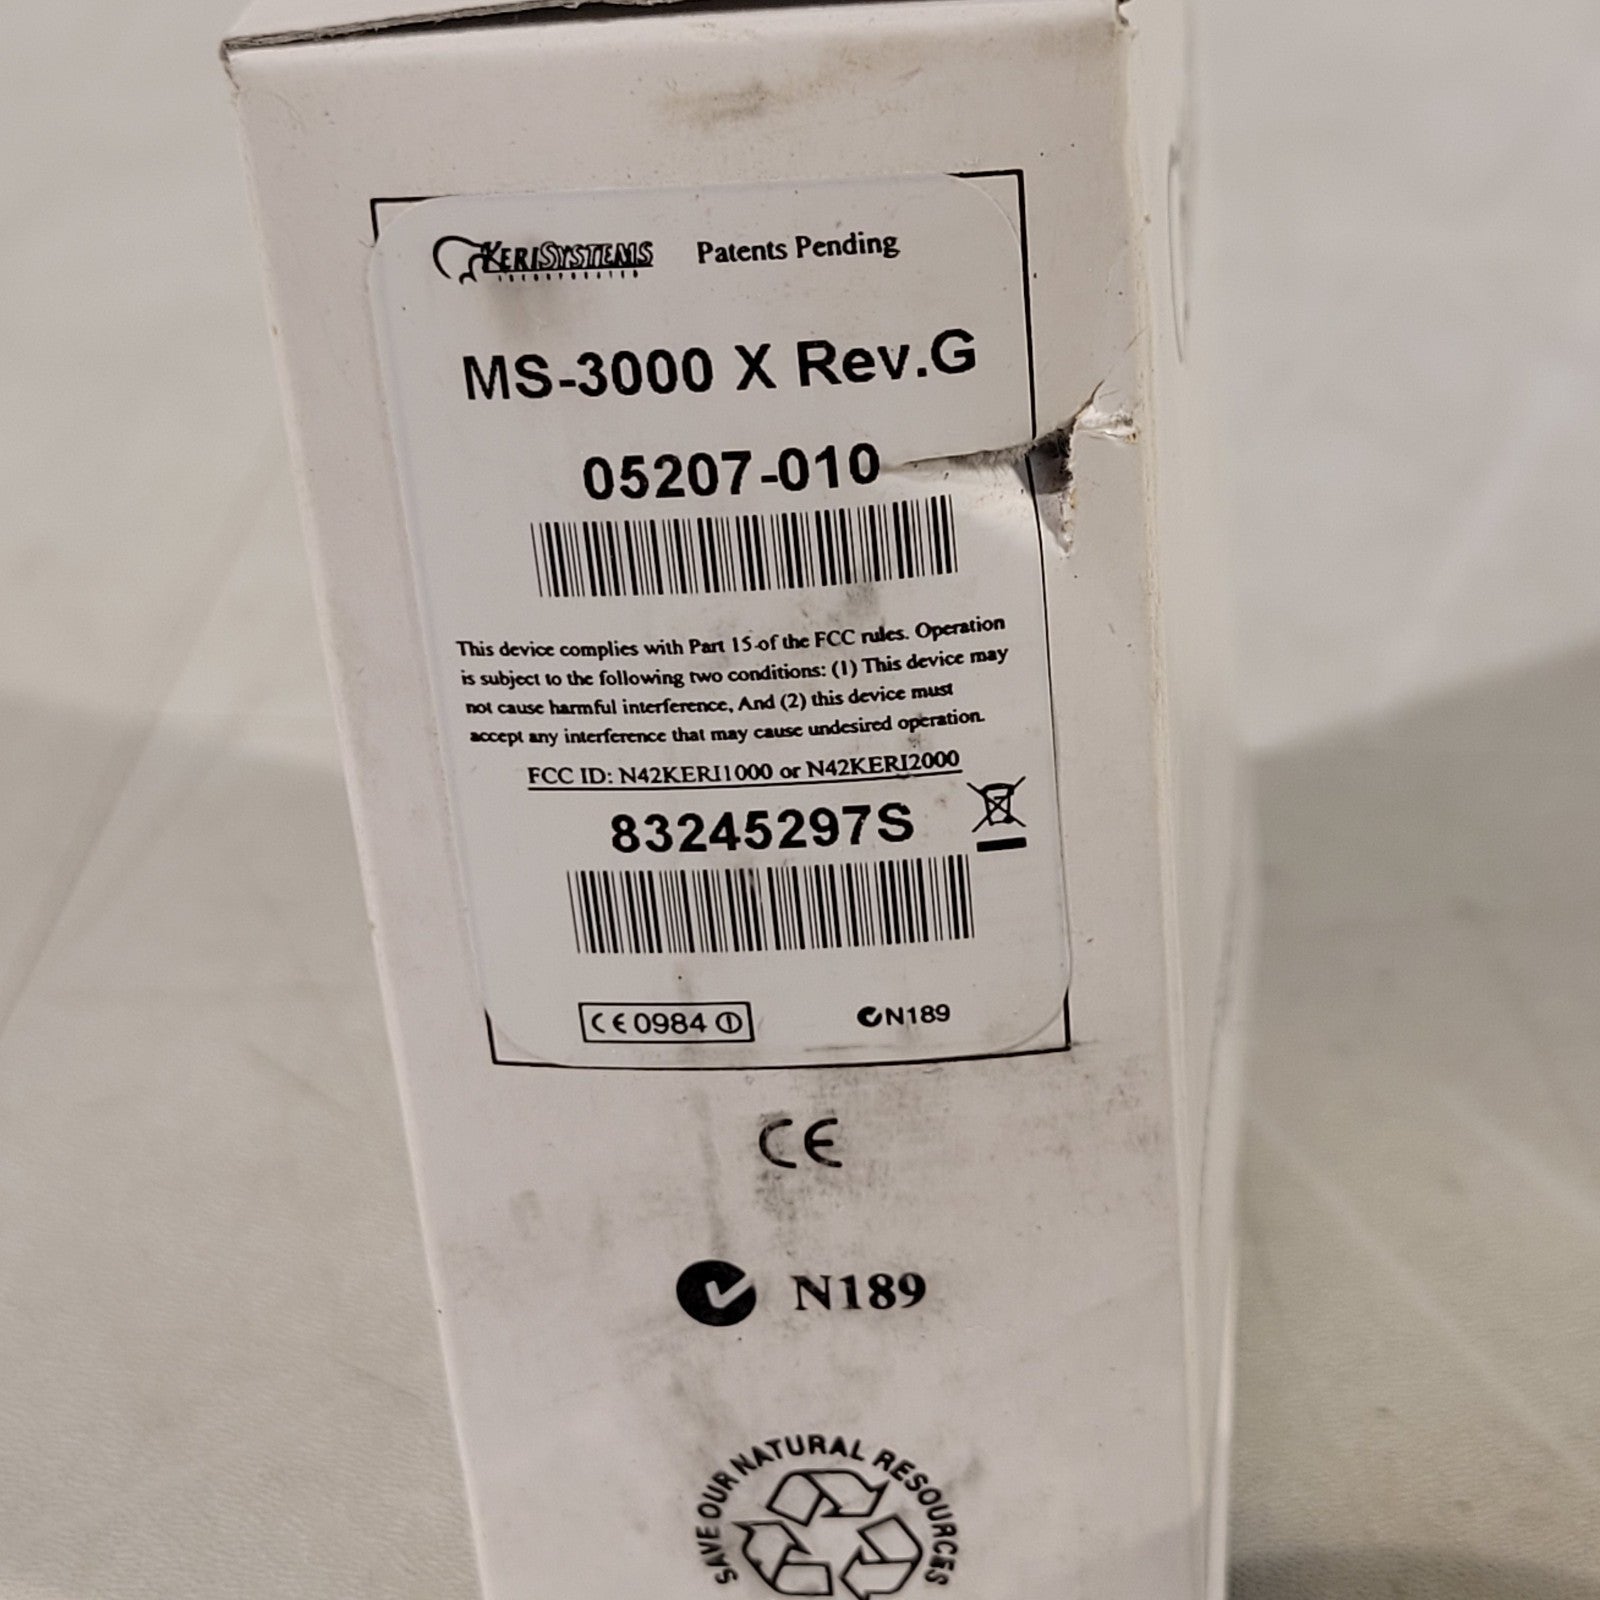 KERISYSTEMS Patents Pending
INCORPORATED
MS-3000 X Rev.G
05207-010
This device complies with Part 15 of the FCC rules. Operation
is subject to the following two conditions: (1) This device may
not cause harmful interference, And (2) this device must
accept any interference that may cause undesired operation.
FCC ID: N42KERI1000 or N42KERI2000
83245297S
CE 0984 N189
CE
N189
SAVE OUR NATURAL RESOURCES